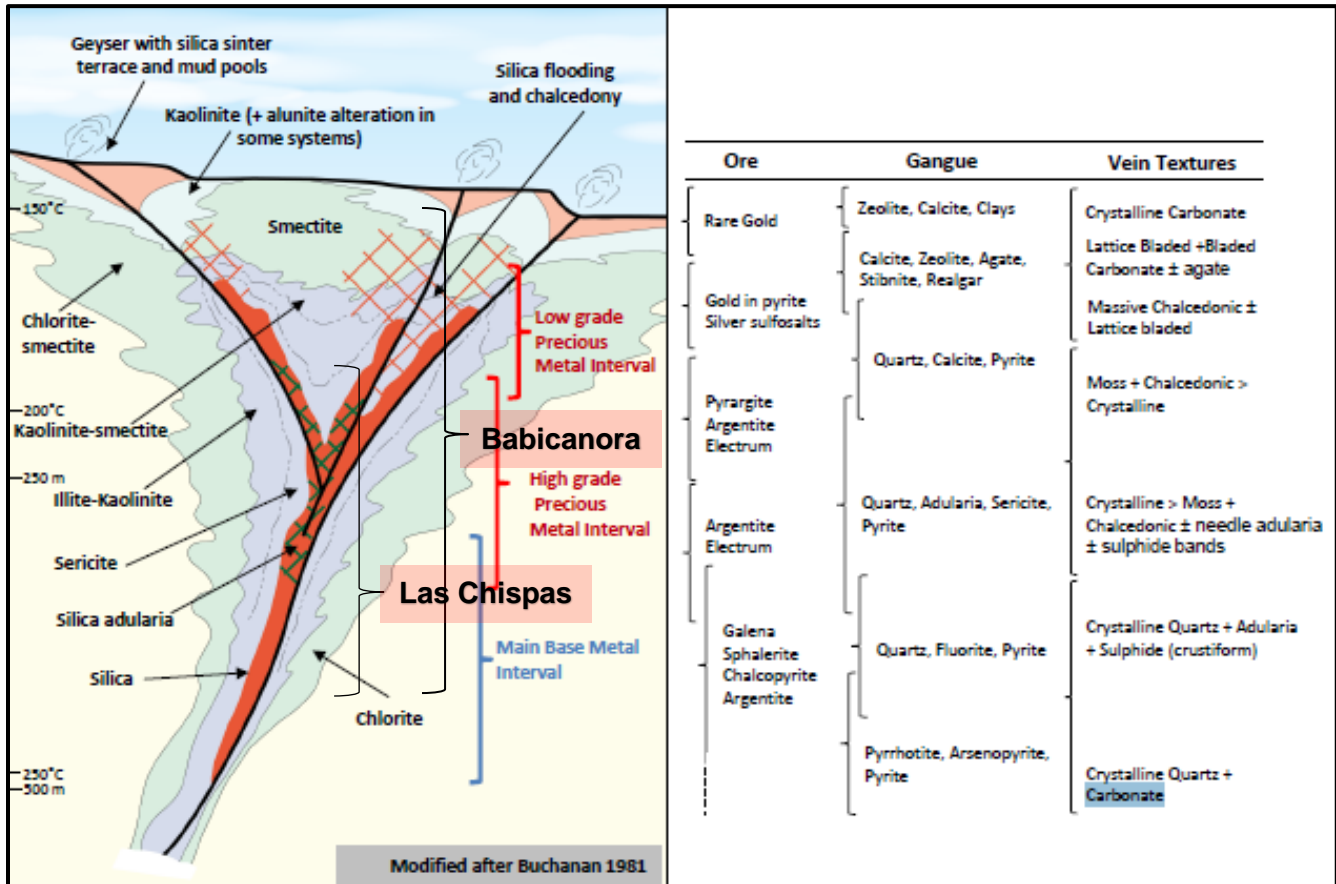 Geyser with silica sinter
terrace and mud pools
Kaolinite (+ alunite alteration in
some systems)
Silica flooding
and chalcedony
150°C
Smectite
Chlorite-
smectite
Low grade
Precious
Metal Interval
200°C
Kaolinite-smectite
Babicanora
250 m
Illite-Kaolinite
High grade
Precious
Metal Interval
Sericite
Las Chispas
Silica adularia
Main Base Metal
Interval
Silica
Chlorite
250°C
500 m
Modified after Buchanan 1981
Ore
Gangue
Vein Textures
Rare Gold
Zeolite, Calcite, Clays
Crystalline Carbonate
Gold in pyrite
Silver sulfosalts
Calcite, Zeolite, Agate,
Stibnite, Realgar
Lattice Bladed +Bladed
Carbonate ± agate
Massive Chalcedonic ±
Lattice bladed
Quartz, Calcite, Pyrite
Pyrargite
Argentite
Electrum
Moss + Chalcedonic >
Crystalline
Argentite
Electrum
Quartz, Adularia, Sericite,
Pyrite
Crystalline > Moss +
Chalcedonic ± needle adularia
± sulphide bands
Galena
Sphalerite
Chalcopyrite
Argentite
Quartz, Fluorite, Pyrite
Crystalline Quartz + Adularia
+ Sulphide (crustiform)
Pyrrhotite, Arsenopyrite,
Pyrite
Crystalline Quartz +
Carbonate